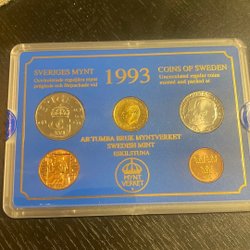 SVERIGES MYNT
Ocirkulerade reguljära mynt
präglade och förpackade vid
1993
COINS OF SWEDEN
Uncirculated regular coins
minted and packed at
AB TUMBA BRUK MYNTVERKET
SWEDISH MINT
ESKILSTUNA
MYNT
VERKET